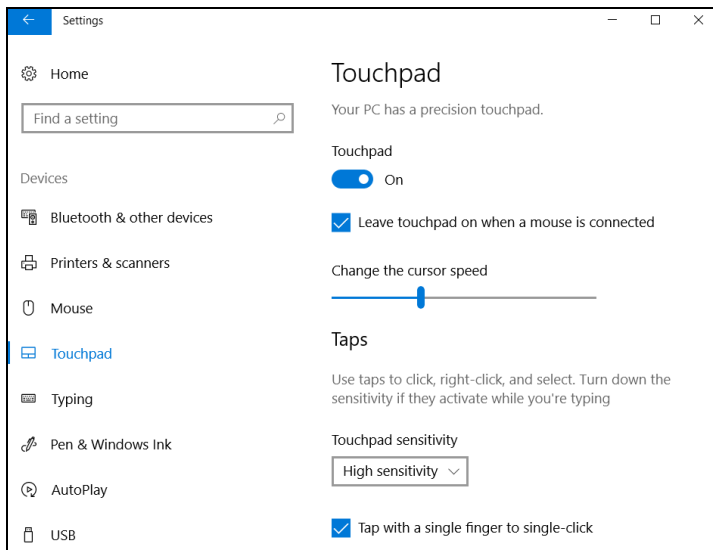 Settings
Home
Find a setting
Devices
Bluetooth & other devices
Printers & scanners
Mouse
Touchpad
Typing
Pen & Windows Ink
AutoPlay
USB
Touchpad
Your PC has a precision touchpad.
Touchpad
On
Leave touchpad on when a mouse is connected
Change the cursor speed
Taps
Use taps to click, right-click, and select. Turn down the
sensitivity if they activate while you're typing
Touchpad sensitivity
High sensitivity
Tap with a single finger to single-click